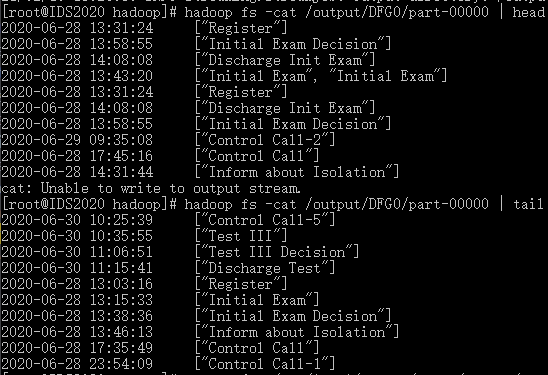 [root@IDS2020 hadoop]# hadoop fs -cat /output/DFG0/part-00000 | head
2020-06-28 13:31:24 ["Register"]
2020-06-28 13:58:55 ["Initial Exam Decision"]
2020-06-28 14:08:08 ["Discharge Init Exam"]
2020-06-28 13:43:20 ["Initial Exam", "Initial Exam"]
2020-06-28 13:31:24 ["Register"]
2020-06-28 14:08:08 ["Discharge Init Exam"]
2020-06-28 13:58:55 ["Initial Exam Decision"]
2020-06-29 09:35:08 ["Control Call-2"]
2020-06-28 17:45:16 ["Control Call"]
2020-06-28 14:31:44 ["Inform about Isolation"]
cat: Unable to write to output stream.
[root@IDS2020 hadoop]# hadoop fs -cat /output/DFG0/part-00000 | tail
2020-06-30 10:25:39 ["Control Call-5"]
2020-06-30 10:35:55 ["Test III"]
2020-06-30 11:06:51 ["Test III Decision"]
2020-06-30 11:15:41 ["Discharge Test"]
2020-06-28 13:03:16 ["Register"]
2020-06-28 13:15:33 ["Initial Exam"]
2020-06-28 13:38:36 ["Initial Exam Decision"]
2020-06-28 13:46:13 ["Inform about Isolation"]
2020-06-28 17:35:49 ["Control Call"]
2020-06-28 23:54:09 ["Control Call-1"]